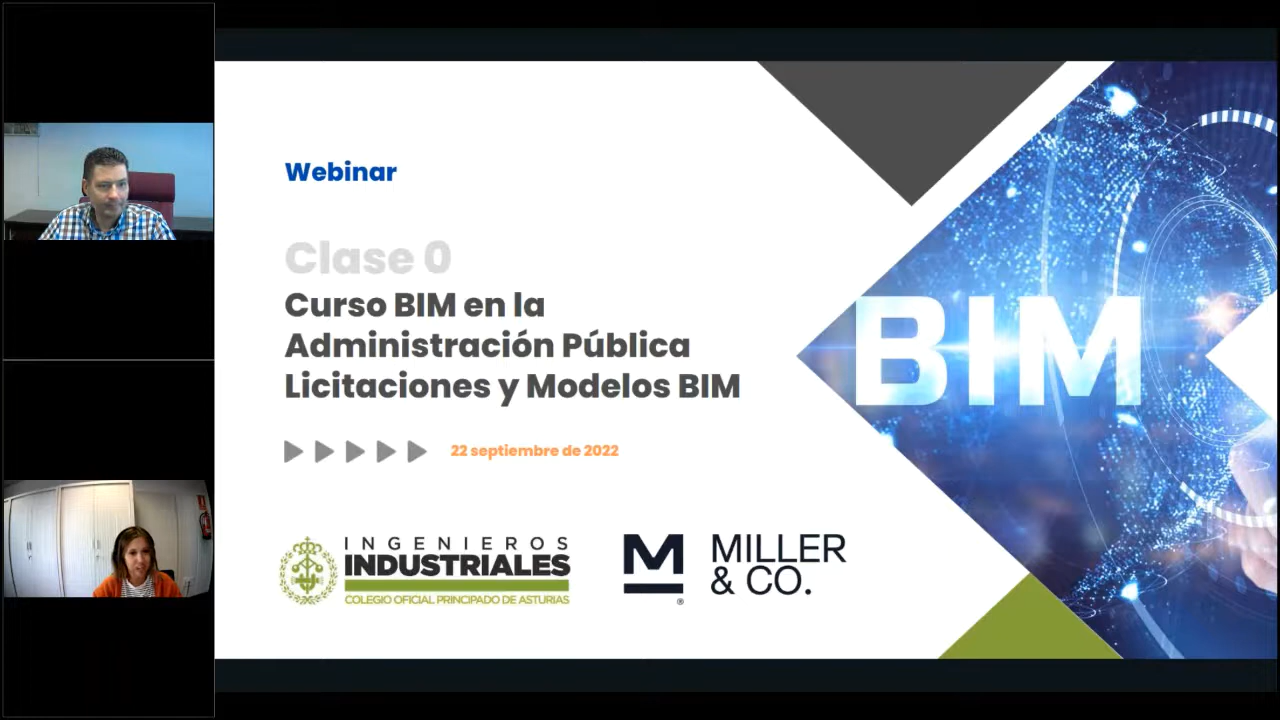 Webinar
Clase 0
Curso BIM en la
Administración Pública
Licitaciones y Modelos BIM
22 septiembre de 2022
INGENIEROS
INDUSTRIALES
COLEGIO OFICIAL PRINCIPADO DE ASTURIAS
M
®
MILLER
& CO.
BIM